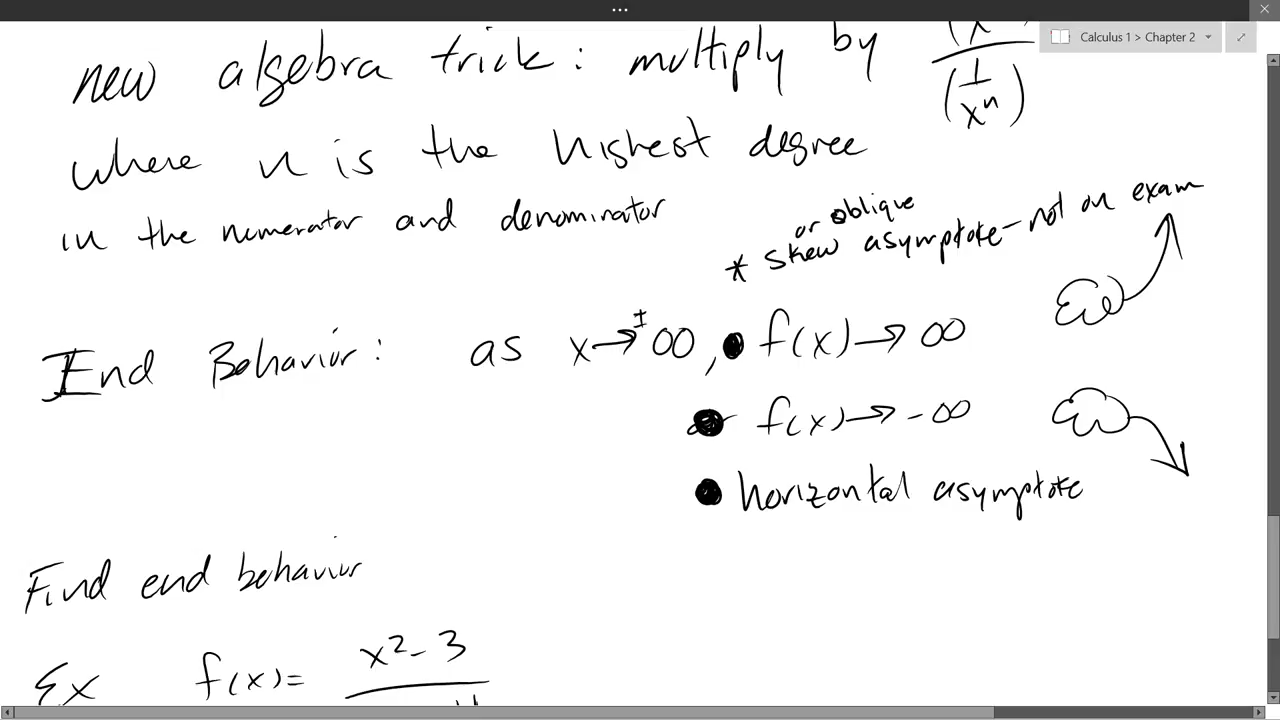 Calculus 1 > Chapter 2
new algebra trick: multiply by (1/x^n)
where n is the highest degree
in the numerator and denominator
or oblique
* skew asymptote - not on exam
End Behavior: as x → ±∞, • f(x) → ∞
• f(x) → -∞
• horizontal asymptote
Find end behavior
Ex f(x) = x² - 3